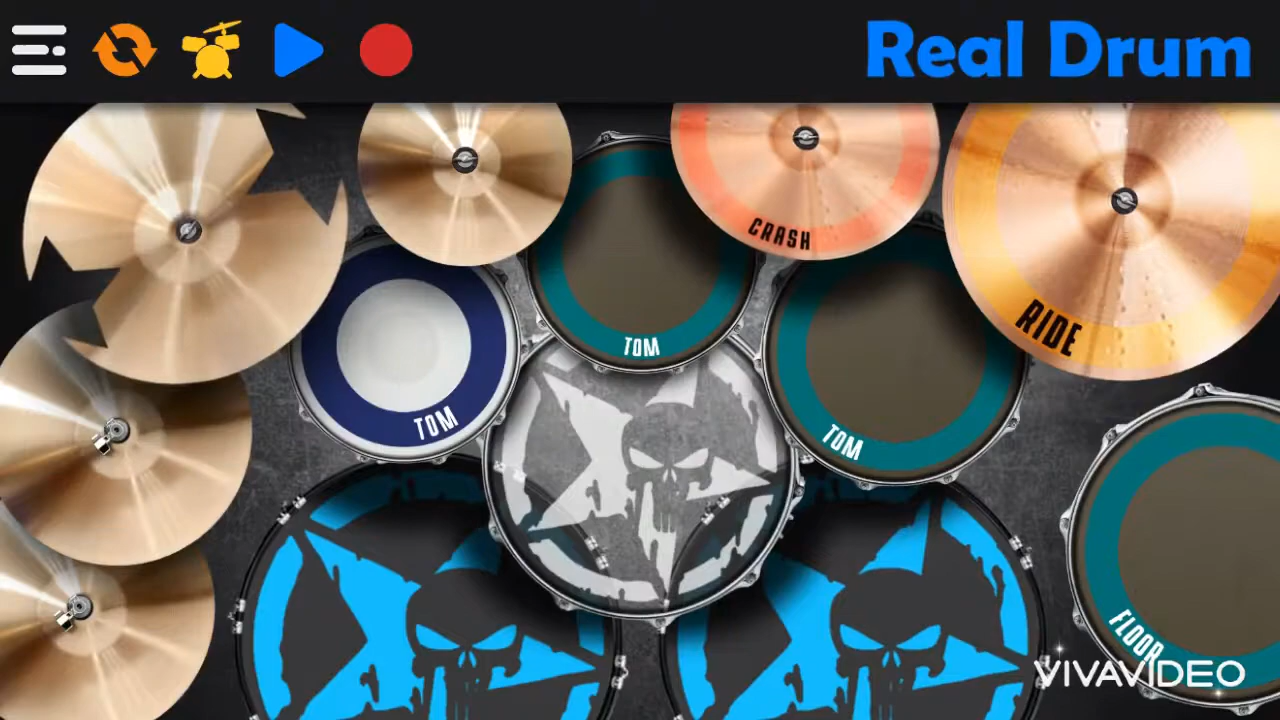 Real Drum
CRASH
RIDE
TOM
TOM
TOM
FLOOR
VIVAVIDEO